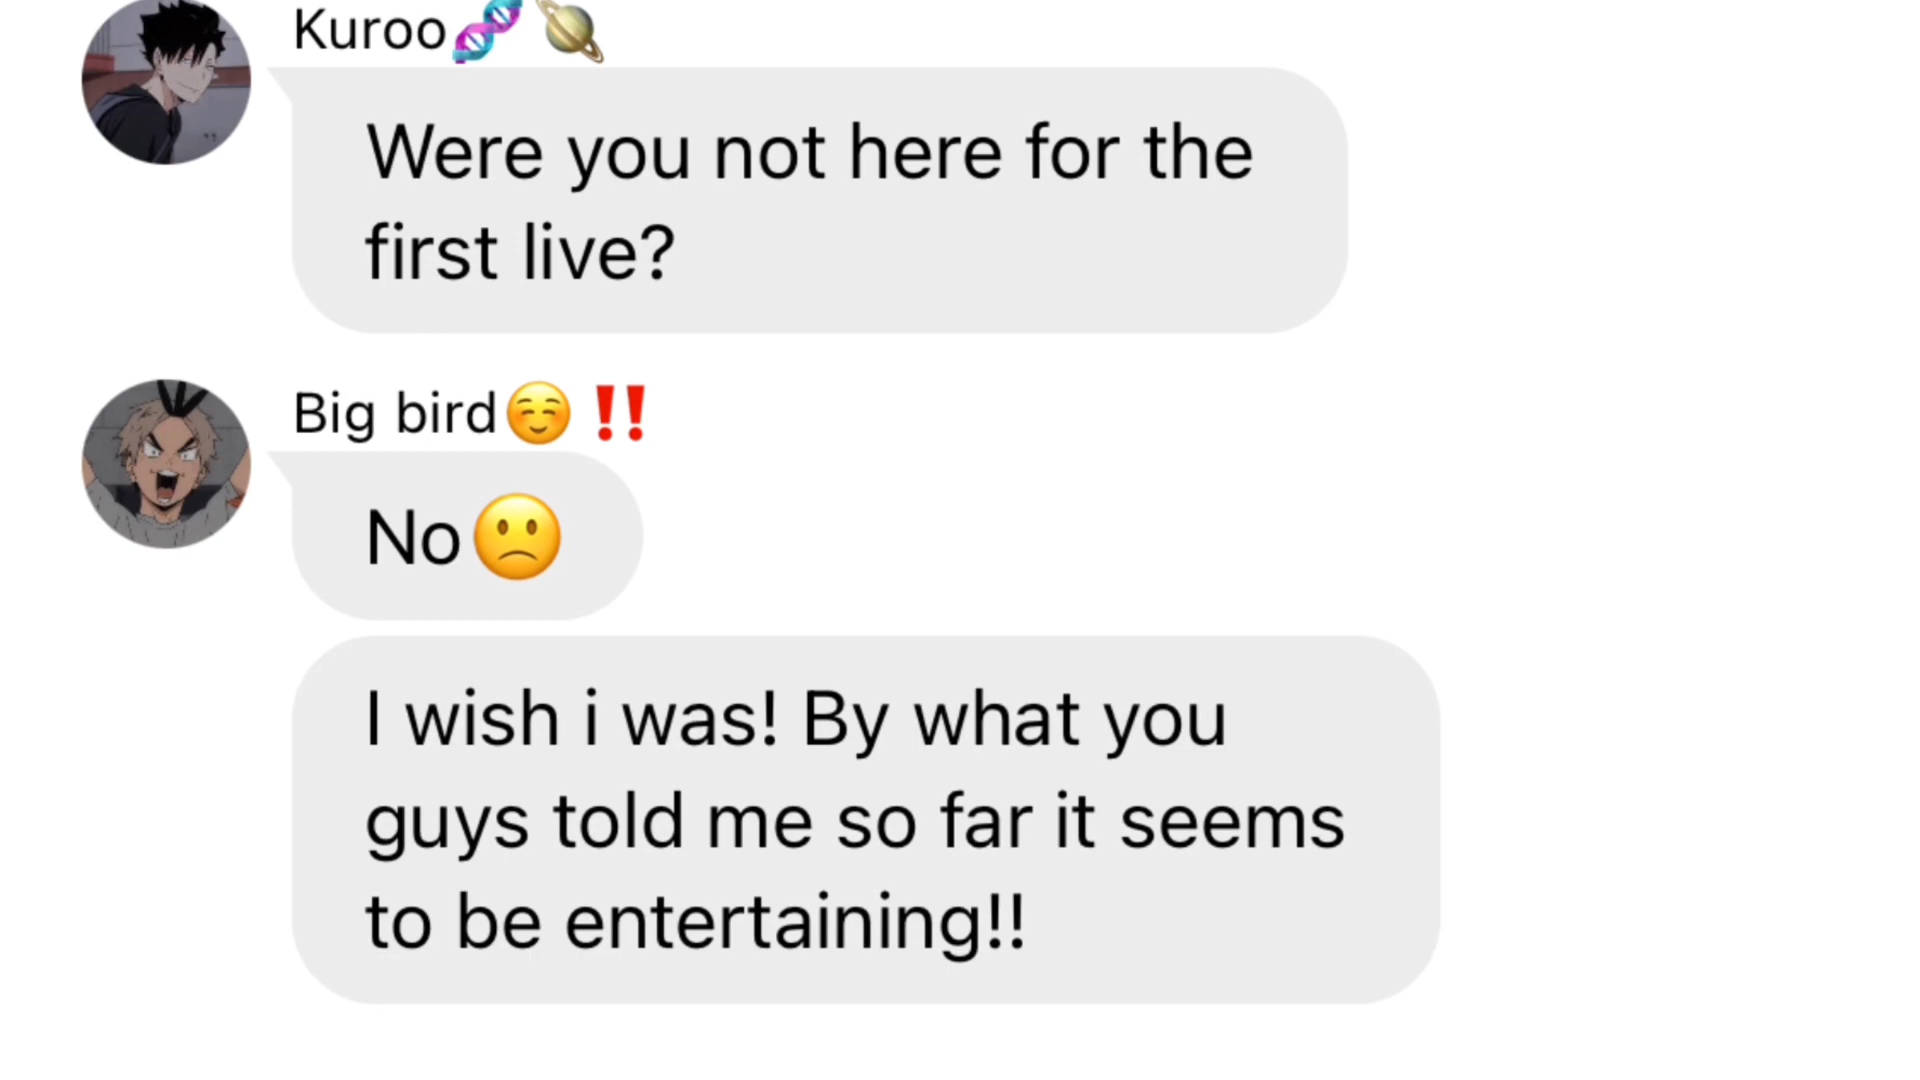 Kuroo🧬🪐
Were you not here for the
first live?
Big bird☺️‼️
No🙁
I wish i was! By what you
guys told me so far it seems
to be entertaining!!